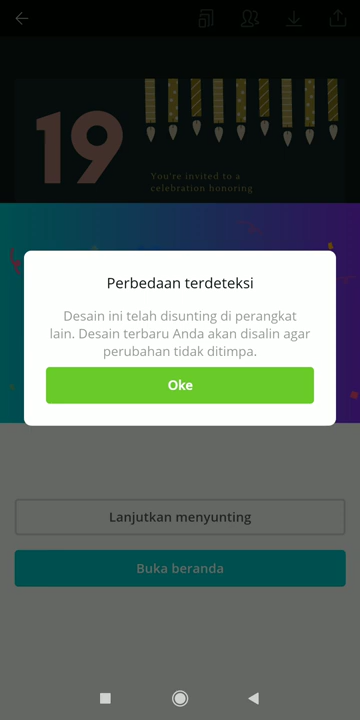 19
You're invited to a
celebration honoring
Perbedaan terdeteksi
Desain ini telah disunting di perangkat
lain. Desain terbaru Anda akan disalin agar
perubahan tidak ditimpa.
Oke
Lanjutkan menyunting
Buka beranda